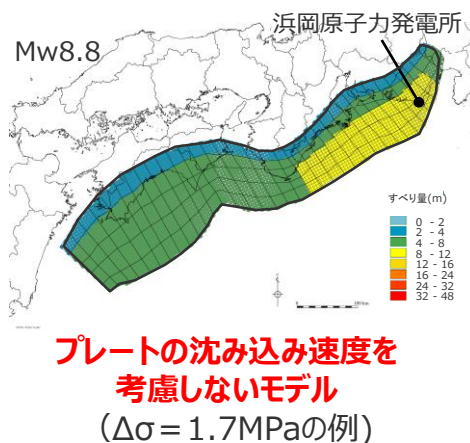 浜岡原子力発電所
Mw8.8
すべり量(m)
0 - 2
2 - 4
4 - 8
8 - 12
12 - 16
16 - 24
24 - 32
32 - 48
プレートの沈み込み速度を
考慮しないモデル
(Δσ＝1.7MPaの例)